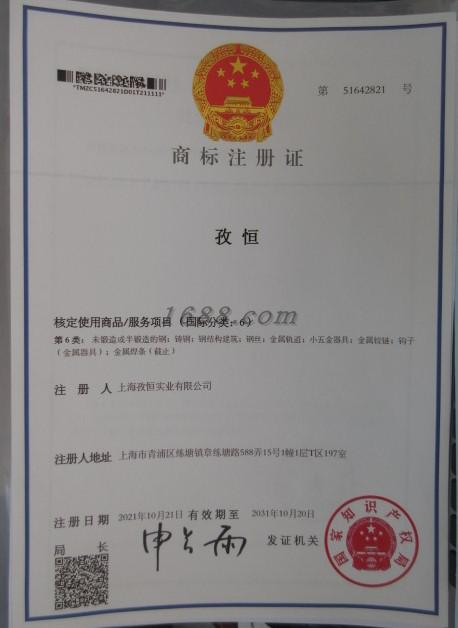 *TMZC51642821D01T211111*
第 51642821 号
商标注册证
孜恒
核定使用商品/服务项目（国际分类：6）
1688.com
第6类：未锻造或半锻造的钢；铸钢；钢结构建筑；钢丝；金属轨道；小五金器具；金属铰链；钩子
（金属器具）；金属焊条（截止）
注册人 上海孜恒实业有限公司
注册人地址 上海市青浦区练塘镇章练塘路588弄15号1幢1层T区197室
注册日期 2021年10月21日 有效期至 2031年10月20日
局长 申长雨 发证机关
国家知识产权局